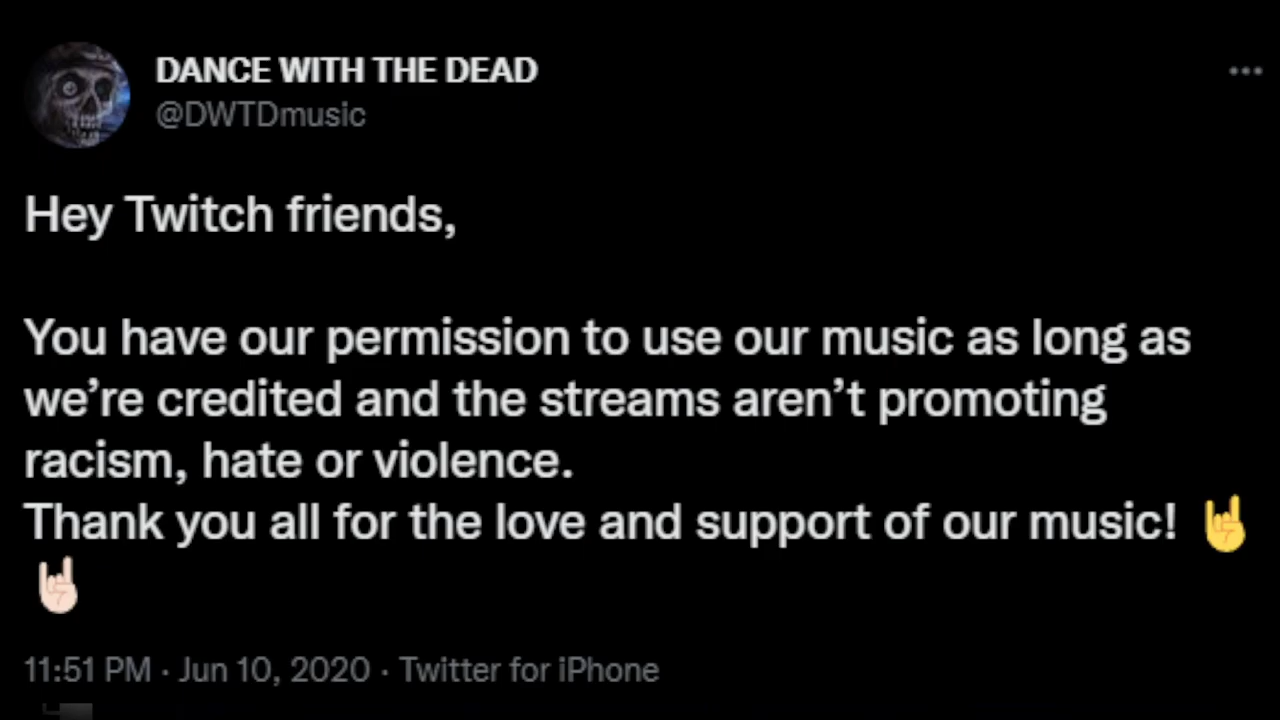 DANCE WITH THE DEAD
@DWTDmusic
Hey Twitch friends,
You have our permission to use our music as long as
we’re credited and the streams aren’t promoting
racism, hate or violence.
Thank you all for the love and support of our music! 🤘
🤘🏻
11:51 PM · Jun 10, 2020 · Twitter for iPhone